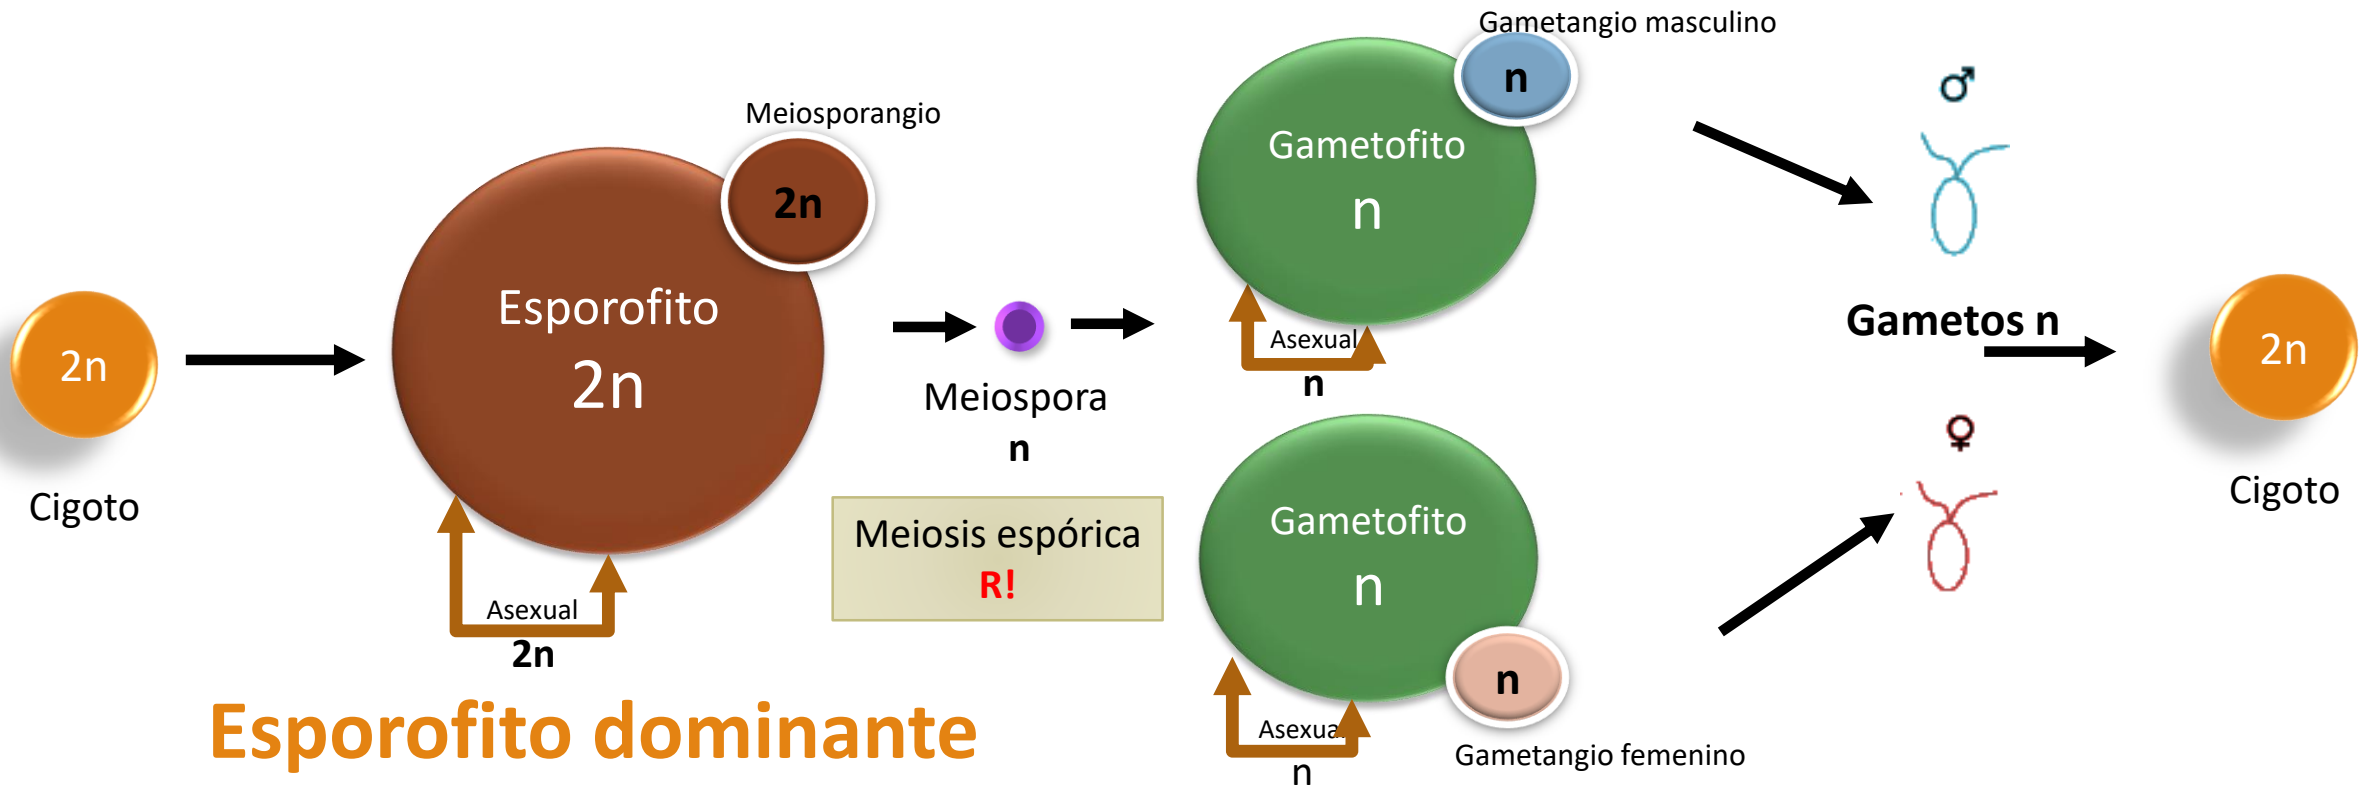 2n
Cigoto
Meiosporangio
2n
Esporofito
2n
Asexual
2n
Esporofito dominante
Meiospora
n
Meiosis espórica
R!
Gametangio masculino
n
Gametofito
n
Asexual
n
Gametofito
n
n
Asexual
n
Gametangio femenino
♂
Gametos n
♀
2n
Cigoto